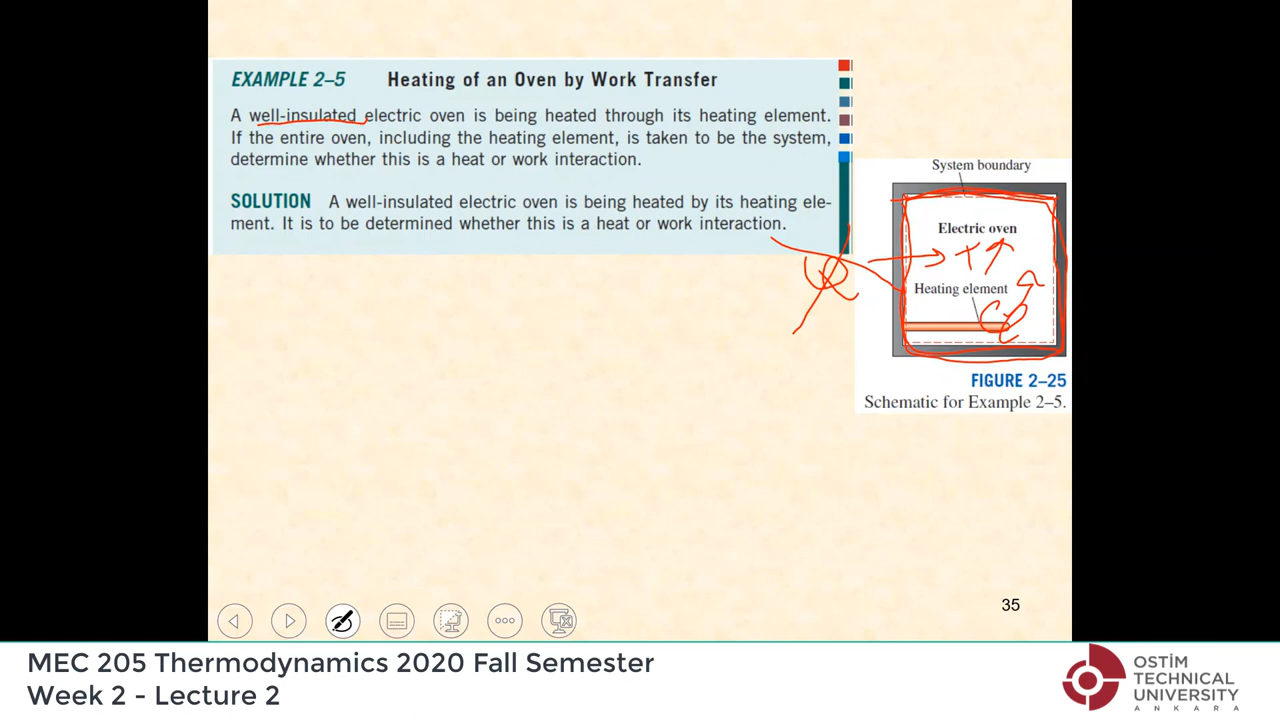 EXAMPLE 2–5 Heating of an Oven by Work Transfer
A well-insulated electric oven is being heated through its heating element.
If the entire oven, including the heating element, is taken to be the system,
determine whether this is a heat or work interaction.
SOLUTION A well-insulated electric oven is being heated by its heating ele-
ment. It is to be determined whether this is a heat or work interaction.
System boundary
Electric oven
Heating element
FIGURE 2–25
Schematic for Example 2–5.
35
MEC 205 Thermodynamics 2020 Fall Semester
Week 2 - Lecture 2
OSTİM
TECHNICAL
UNIVERSITY
ANKARA